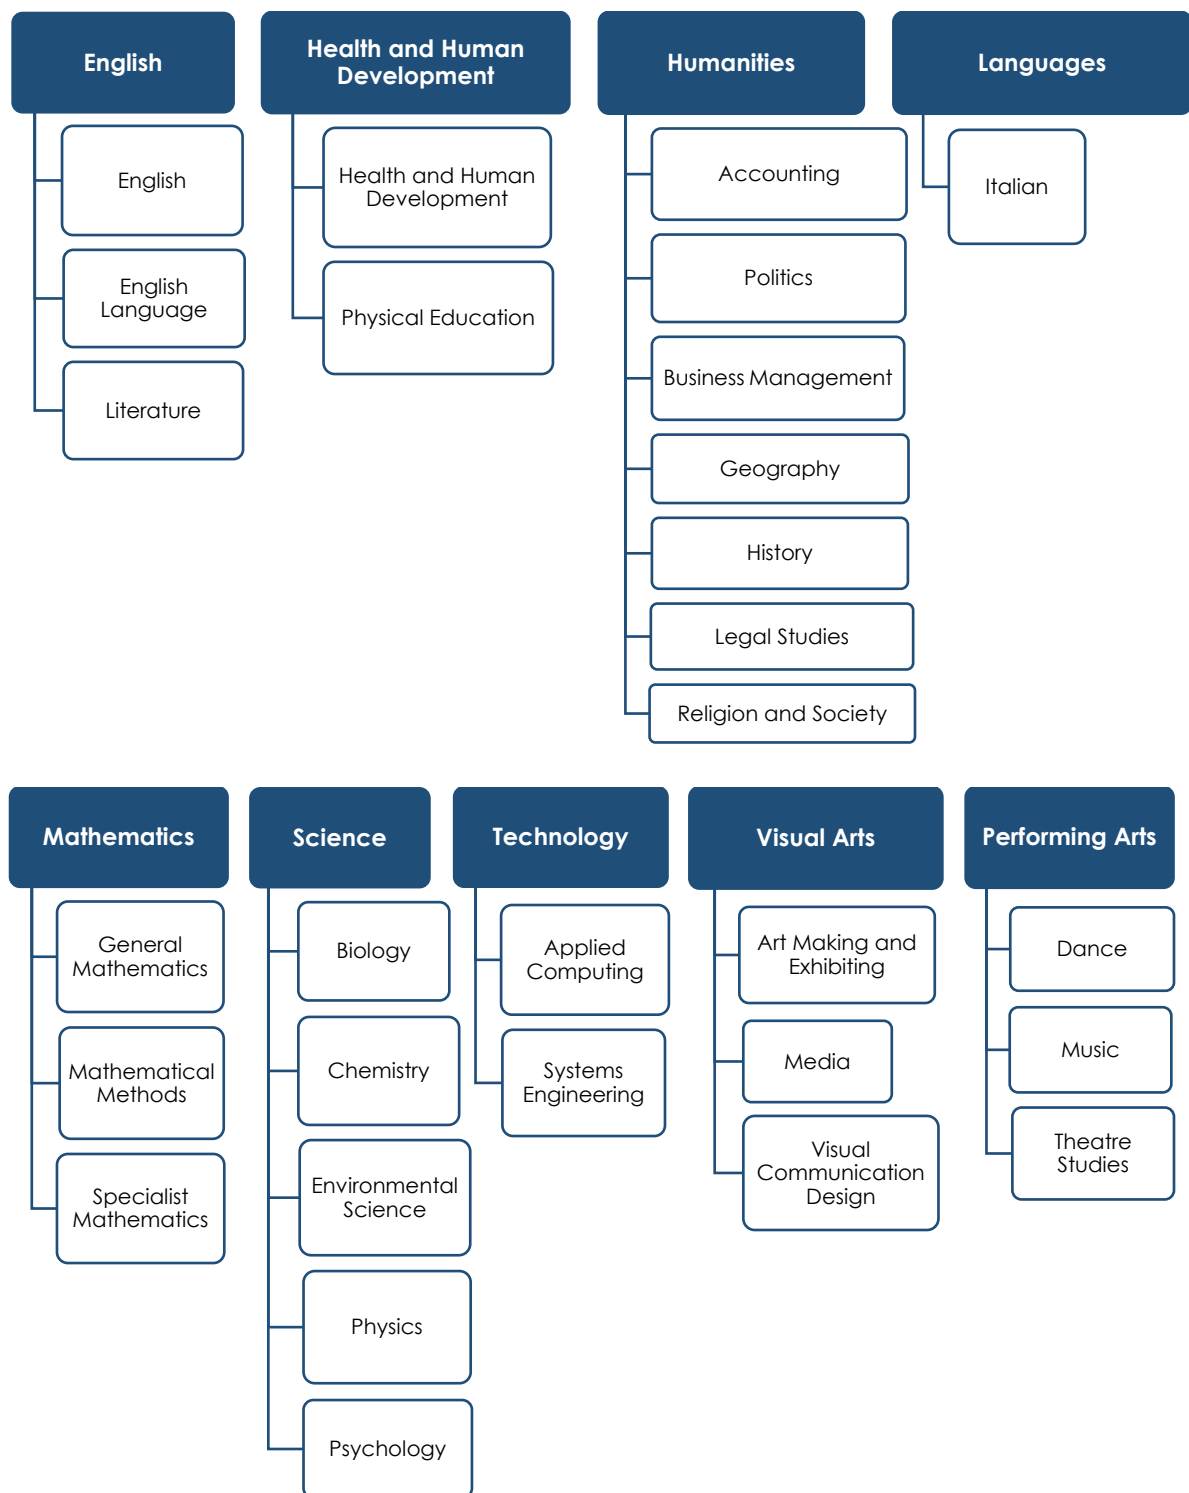 English
English
English
Language
Literature
Health and Human
Development
Health and Human
Development
Physical Education
Humanities
Accounting
Politics
Business Management
Geography
History
Legal Studies
Religion and Society
Languages
Italian
Mathematics
General
Mathematics
Mathematical
Methods
Specialist
Mathematics
Science
Biology
Chemistry
Environmental
Science
Physics
Psychology
Technology
Applied
Computing
Systems
Engineering
Visual Arts
Art Making and
Exhibiting
Media
Visual
Communication
Design
Performing Arts
Dance
Music
Theatre
Studies